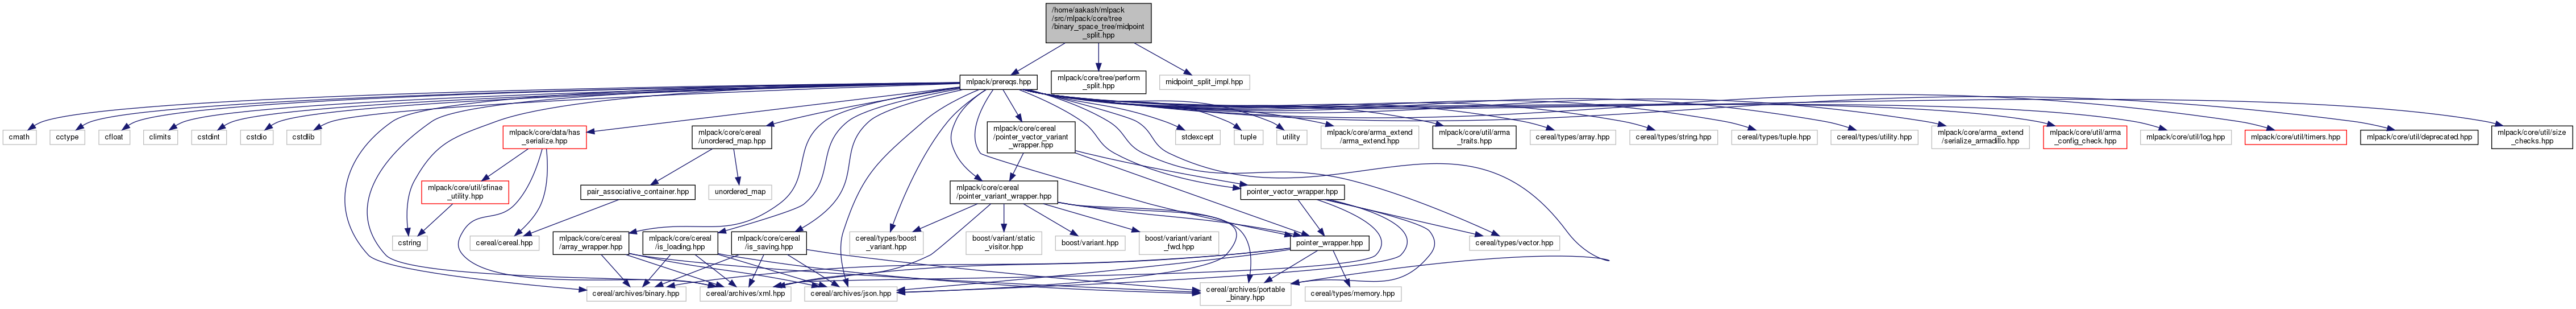 /home/aakash/mlpack
/src/mlpack/core/tree
/binary_space_tree/midpoint
_split.hpp
mlpack/prereqs.hpp
mlpack/core/tree/perform
_split.hpp
midpoint_split_impl.hpp
cmath
cctype
cfloat
climits
cstdint
cstdio
cstdlib
mlpack/core/data/has
_serialize.hpp
mlpack/core/cereal
/unordered_map.hpp
mlpack/core/cereal
/pointer_vector_variant
_wrapper.hpp
stdexcept
tuple
utility
mlpack/core/arma_extend
/arma_extend.hpp
mlpack/core/util/arma
_traits.hpp
cereal/types/array.hpp
cereal/types/string.hpp
cereal/types/tuple.hpp
cereal/types/utility.hpp
mlpack/core/arma_extend
/serialize_armadillo.hpp
mlpack/core/util/arma
_config_check.hpp
mlpack/core/util/log.hpp
mlpack/core/util/timers.hpp
mlpack/core/util/deprecated.hpp
mlpack/core/util/size
_checks.hpp
mlpack/core/util/sfinae
_utility.hpp
pair_associative_container.hpp
unordered_map
mlpack/core/cereal
/pointer_variant_wrapper.hpp
pointer_vector_wrapper.hpp
cstring
cereal/cereal.hpp
mlpack/core/cereal
/array_wrapper.hpp
mlpack/core/cereal
/is_loading.hpp
mlpack/core/cereal
/is_saving.hpp
cereal/types/boost
_variant.hpp
boost/variant/static
_visitor.hpp
boost/variant.hpp
boost/variant/variant
_fwd.hpp
pointer_wrapper.hpp
cereal/types/vector.hpp
cereal/archives/binary.hpp
cereal/archives/xml.hpp
cereal/archives/json.hpp
cereal/archives/portable
_binary.hpp
cereal/types/memory.hpp